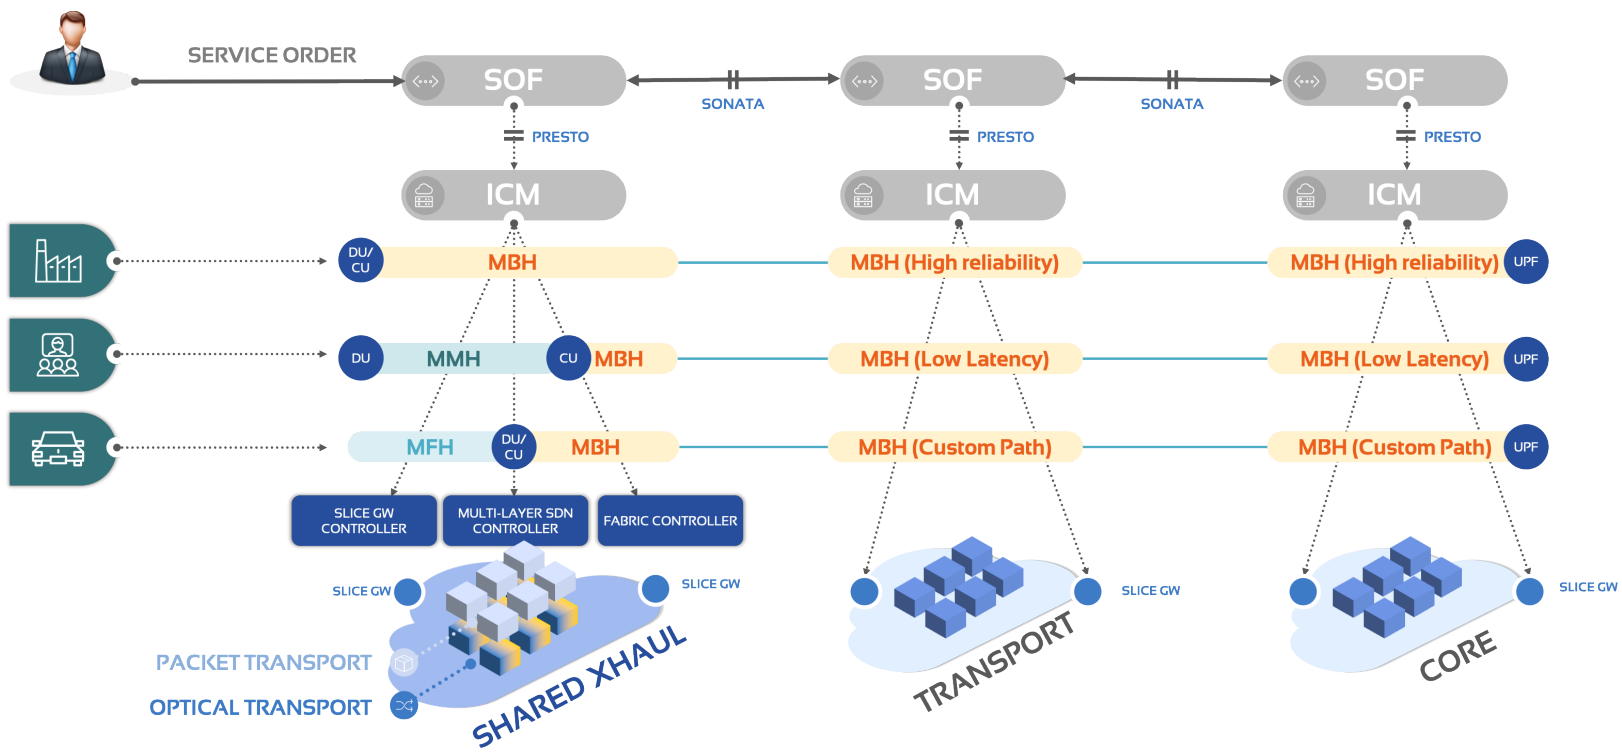 SERVICE ORDER
SOF
SOF
SOF
SONATA
SONATA
PRESTO
PRESTO
PRESTO
ICM
ICM
ICM
DU/
CU
MBH
MBH (High reliability)
MBH (High reliability)
UPF
DU
MMH
CU
MBH
MBH (Low Latency)
MBH (Low Latency)
UPF
MFH
DU/
CU
MBH
MBH (Custom Path)
MBH (Custom Path)
UPF
SLICE GW
CONTROLLER
MULTI-LAYER SDN
CONTROLLER
FABRIC CONTROLLER
SLICE GW
SLICE GW
SLICE GW
SLICE GW
PACKET TRANSPORT
OPTICAL TRANSPORT
SHARED XHAUL
TRANSPORT
CORE